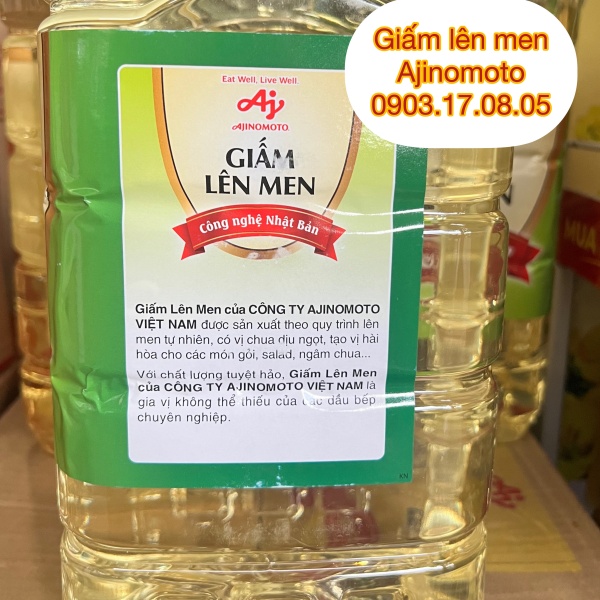 Giấm lên men
Ajinomoto
0903.17.08.05
Eat Well, Live Well.
Aj
AJINOMOTO
GIẤM
LÊN MEN
Công nghệ Nhật Bản
Giấm Lên Men của CÔNG TY AJINOMOTO
VIỆT NAM được sản xuất theo quy trình lên
men tự nhiên, có vị chua dịu ngọt, tạo vị hài
hòa cho các món gỏi, salad, ngâm chua...
Với chất lượng tuyệt hảo, Giấm Lên Men
của CÔNG TY AJINOMOTO VIỆT NAM là
gia vị không thể thiếu của các đầu bếp
chuyên nghiệp.
MEN
MUA